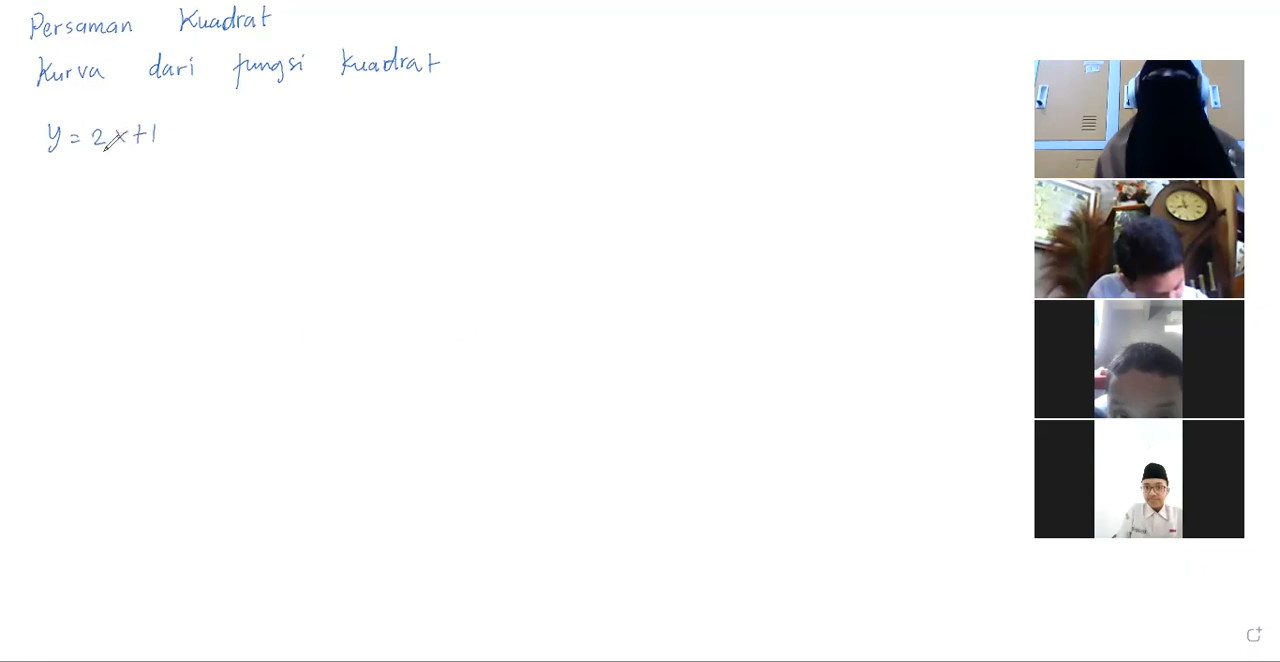 Persaman Kuadrat
Kurva dari fungsi kuadrat
y = 2x+1